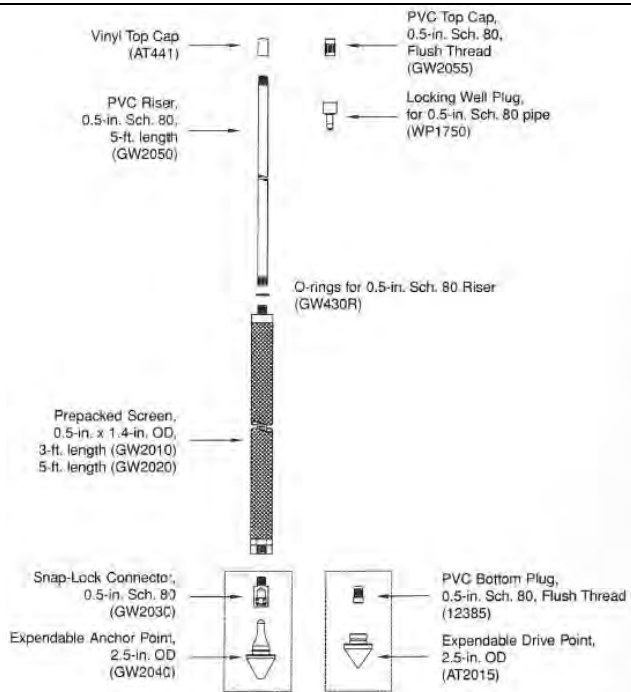 Vinyl Top Cap
(AT441)
PVC Top Cap,
0.5-in. Sch. 80,
Flush Thread
(GW2055)
PVC Riser,
0.5-in. Sch. 80,
5-ft. length
(GW2050)
Locking Well Plug,
for 0.5-in. Sch. 80 pipe
(WP1750)
O-rings for 0.5-in. Sch. 80 Riser
(GW430R)
Prepacked Screen,
0.5-in. x 1.4-in. OD,
3-ft. length (GW2010)
5-ft. length (GW2020)
Snap-Lock Connector,
0.5-in. Sch. 80
(GW2030)
Expendable Anchor Point,
2.5-in. OD
(GW2040)
PVC Bottom Plug,
0.5-in. Sch. 80, Flush Thread
(12385)
Expendable Drive Point,
2.5-in. OD
(AT2015)